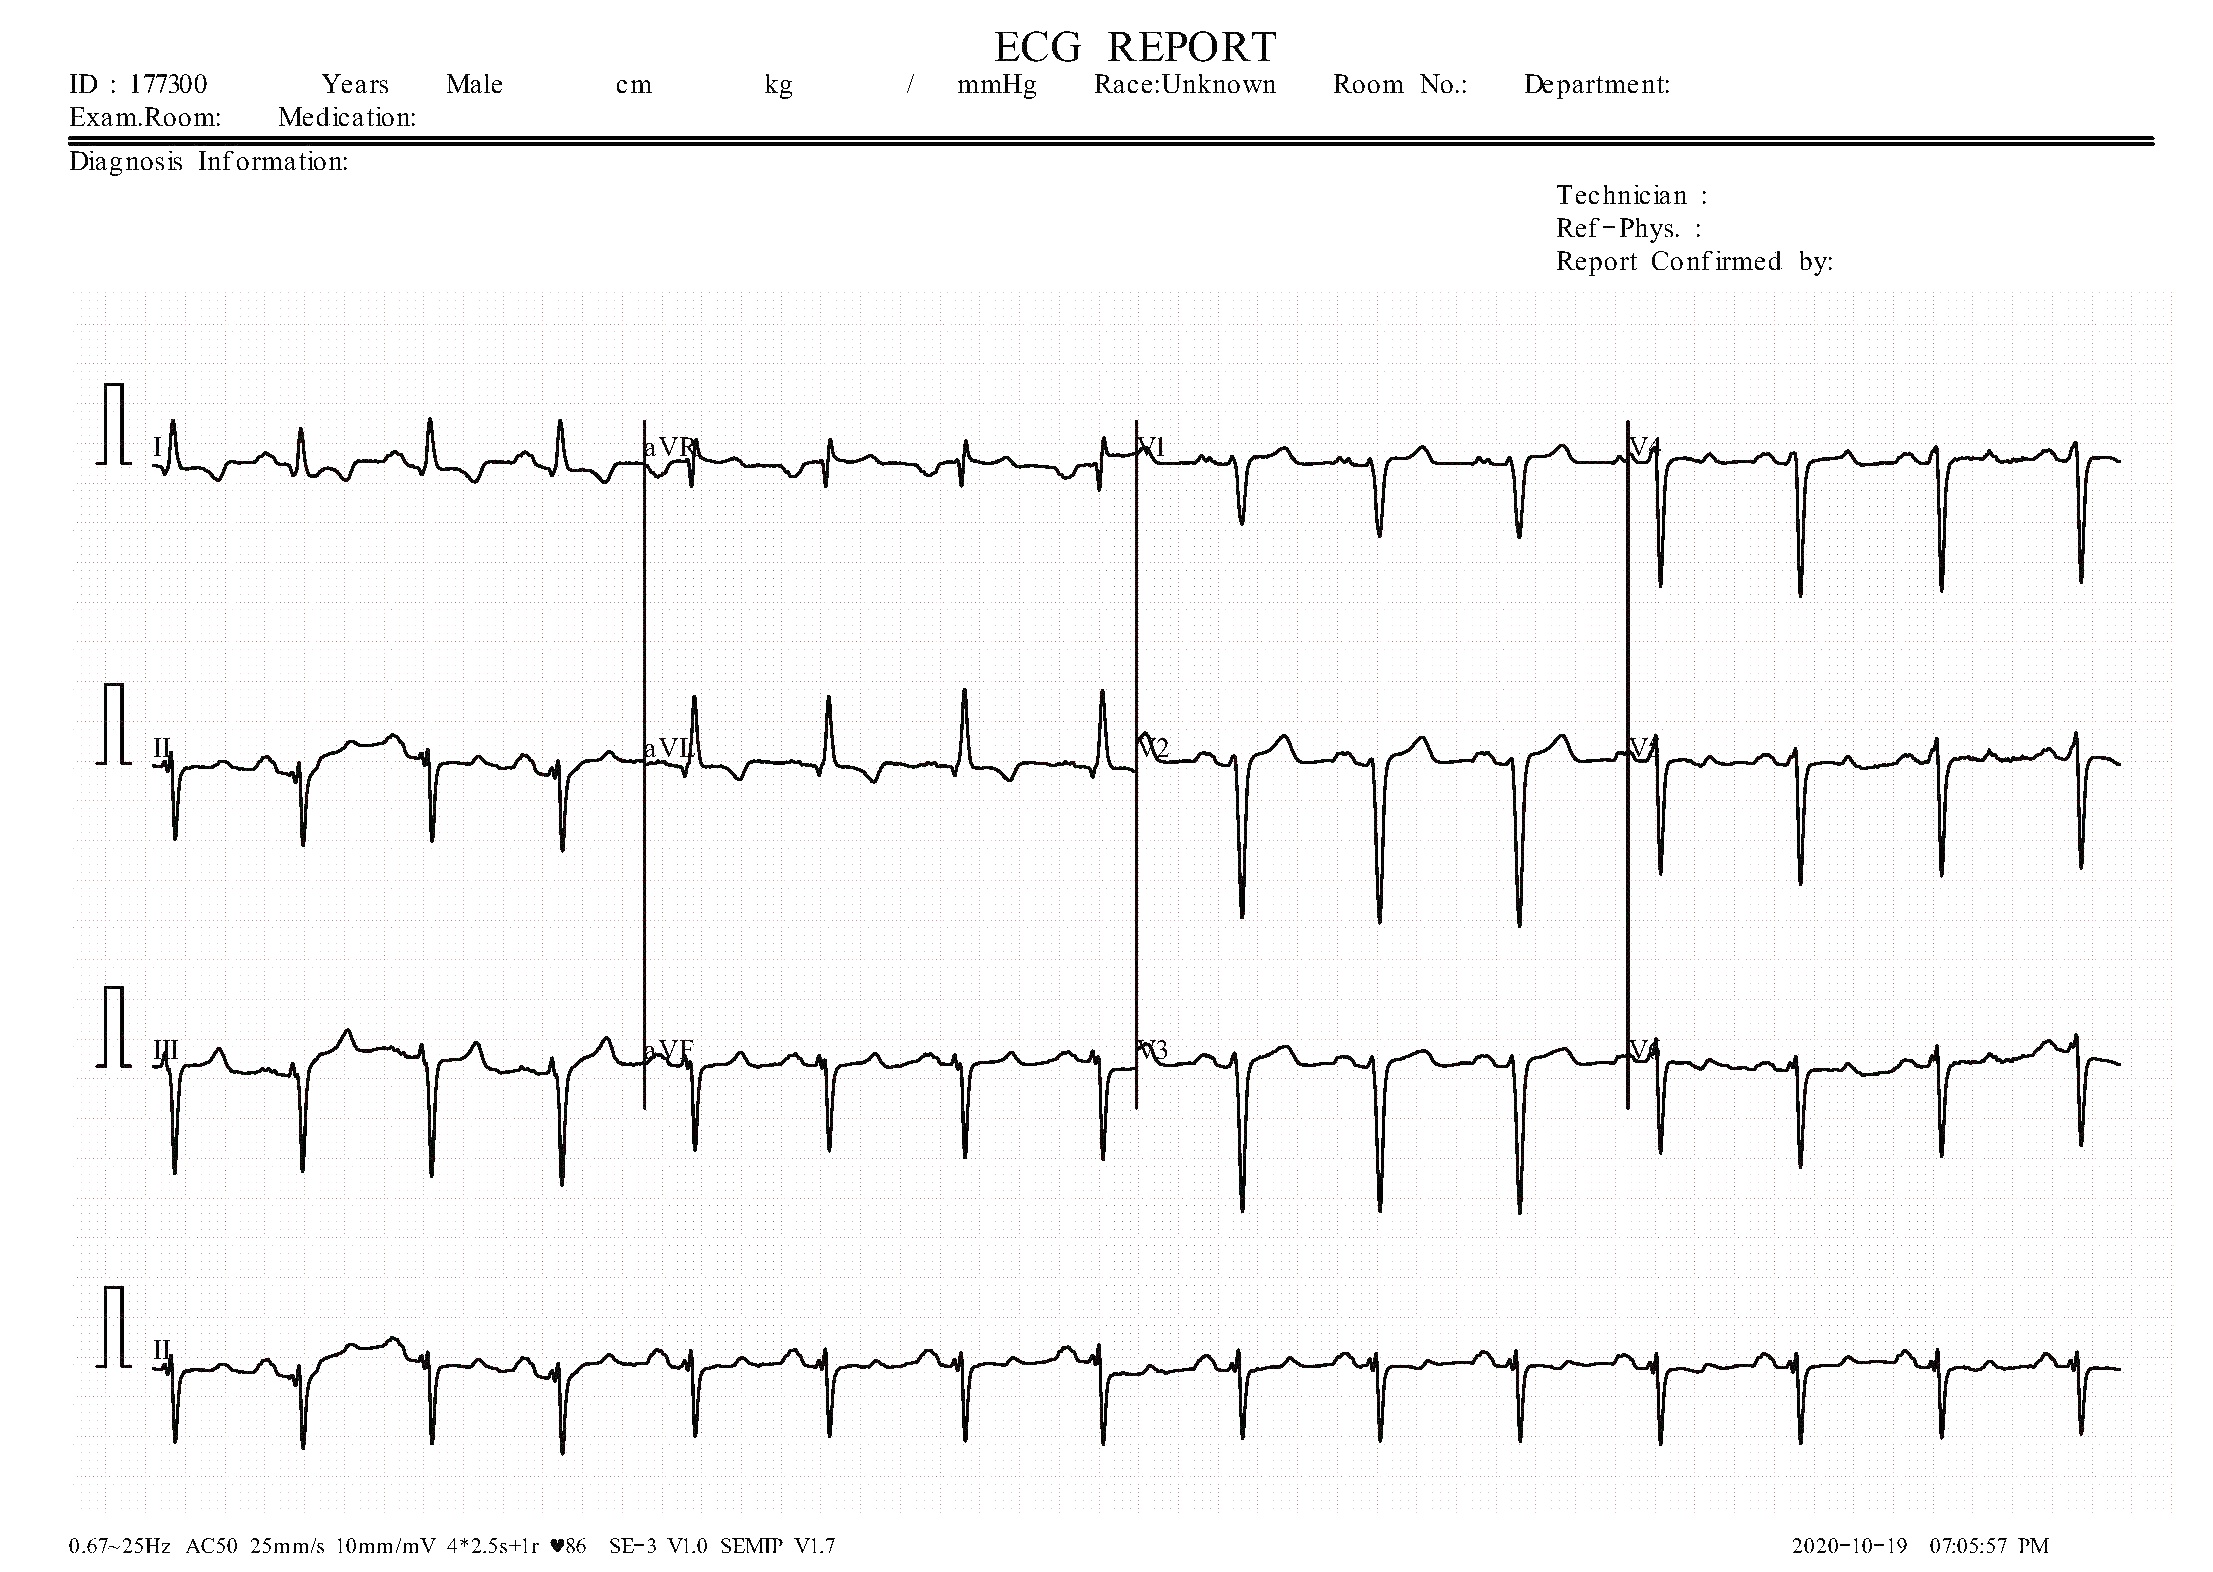 ECG REPORT
ID : 177300 Years Male cm kg / mmHg Race:Unknown Room No.: Department:
Exam.Room: Medication:
Diagnosis Information:
Technician :
Ref-Phys. :
Report Confirmed by:
I aVR V1 V4
II aVL V2 V5
III aVF V3 V6
II
0.67~25Hz AC50 25mm/s 10mm/mV 4*2.5s+1r ♥86 SE-3 V1.0 SEMIP V1.7 2020-10-19 07:05:57 PM